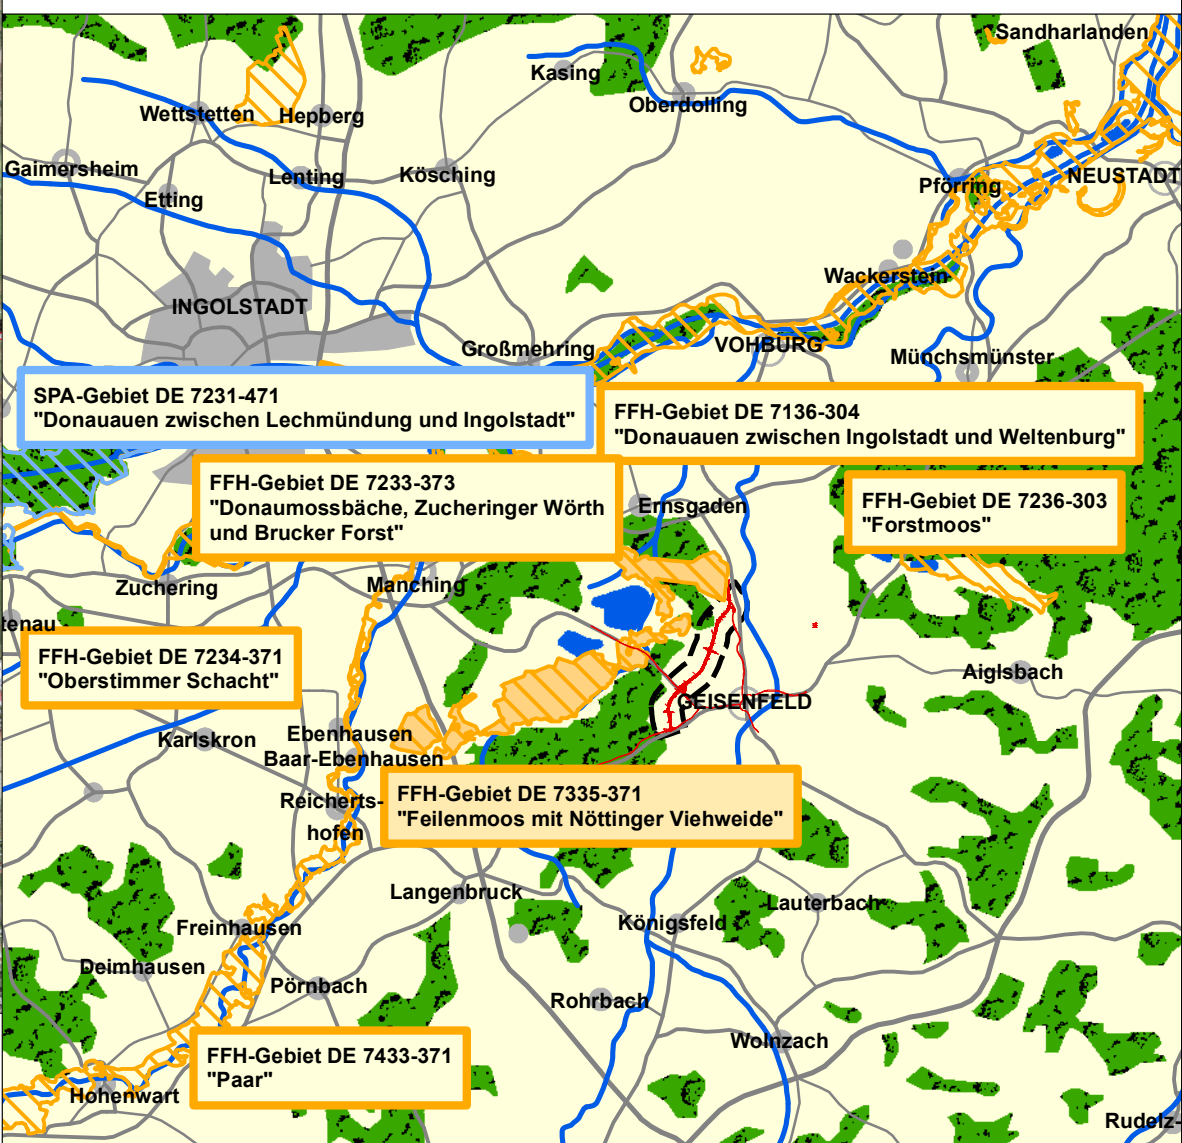 Sandharlanden
Kasing
Oberdolling
Wettstetten
Hepberg
Gaimersheim
Lenting
Kösching
Etting
Pförring
NEUSTADT
Wackerstein
INGOLSTADT
Großmehring
VOHBURG
Münchsmünster
SPA-Gebiet DE 7231-471
"Donauauen zwischen Lechmündung und Ingolstadt"
FFH-Gebiet DE 7136-304
"Donauauen zwischen Ingolstadt und Weltenburg"
FFH-Gebiet DE 7233-373
"Donaumossbäche, Zucheringer Wörth
und Brucker Forst"
Ernsgaden
FFH-Gebiet DE 7236-303
"Forstmoos"
Zuchering
Manching
tenau
FFH-Gebiet DE 7234-371
"Oberstimmer Schacht"
Aiglsbach
GEISENFELD
Karlskron
Ebenhausen
Baar-Ebenhausen
Reicherts-
hofen
FFH-Gebiet DE 7335-371
"Feilenmoos mit Nöttinger Viehweide"
Langenbruck
Lauterbach
Königsfeld
Freinhausen
Deimhausen
Pörnbach
Rohrbach
Wolnzach
FFH-Gebiet DE 7433-371
"Paar"
Hohenwart
Rudelz-